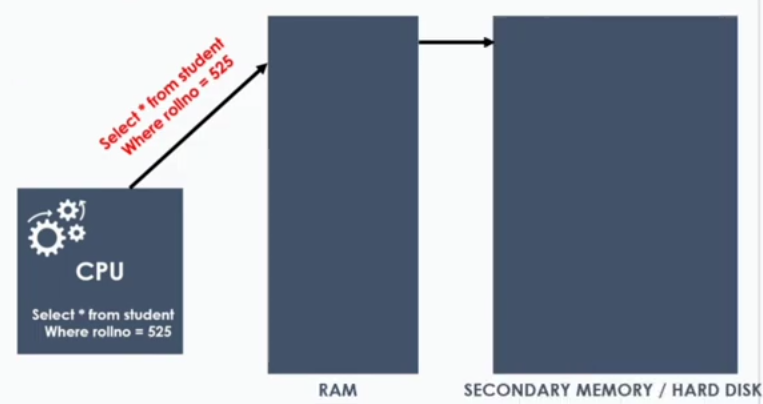 Select * from student
Where rollno = 525
CPU
Select * from student
Where rollno = 525
RAM
SECONDARY MEMORY / HARD DISK